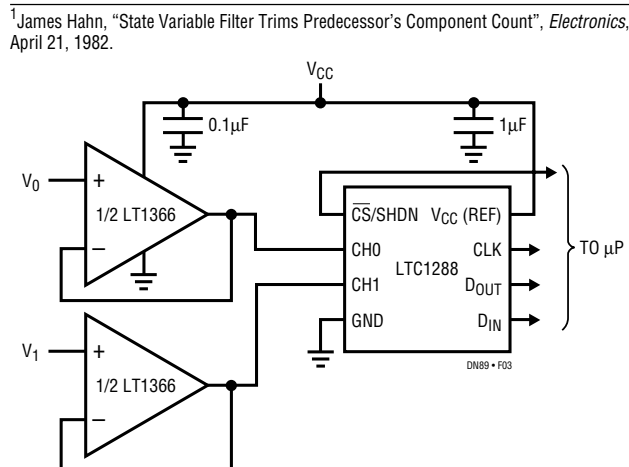 1James Hahn, “State Variable Filter Trims Predecessor’s Component Count”, Electronics,
April 21, 1982.
VCC
0.1µF
1µF
V0
+
1/2 LT1366
–
CS/SHDN
VCC (REF)
CH0
CLK
TO µP
LTC1288
CH1
DOUT
GND
DIN
DN89 • F03
V1
+
1/2 LT1366
–